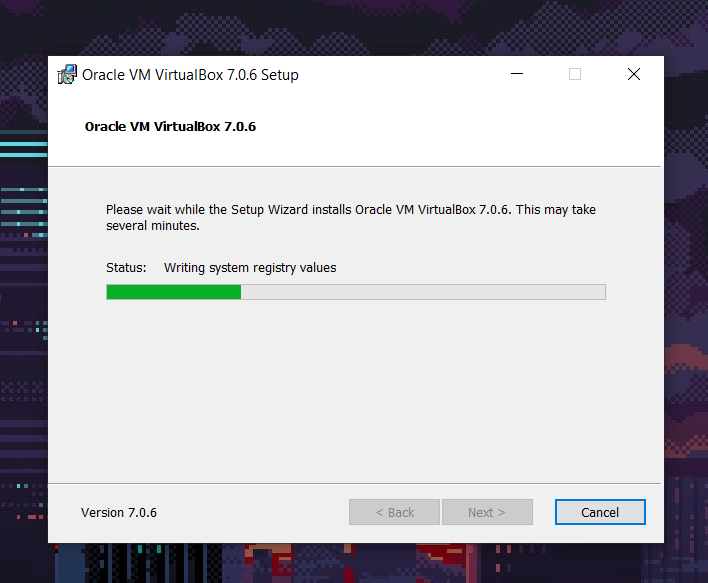 Oracle VM VirtualBox 7.0.6 Setup
Oracle VM VirtualBox 7.0.6
Please wait while the Setup Wizard installs Oracle VM VirtualBox 7.0.6. This may take
several minutes.
Status: Writing system registry values
Version 7.0.6 < Back Next > Cancel